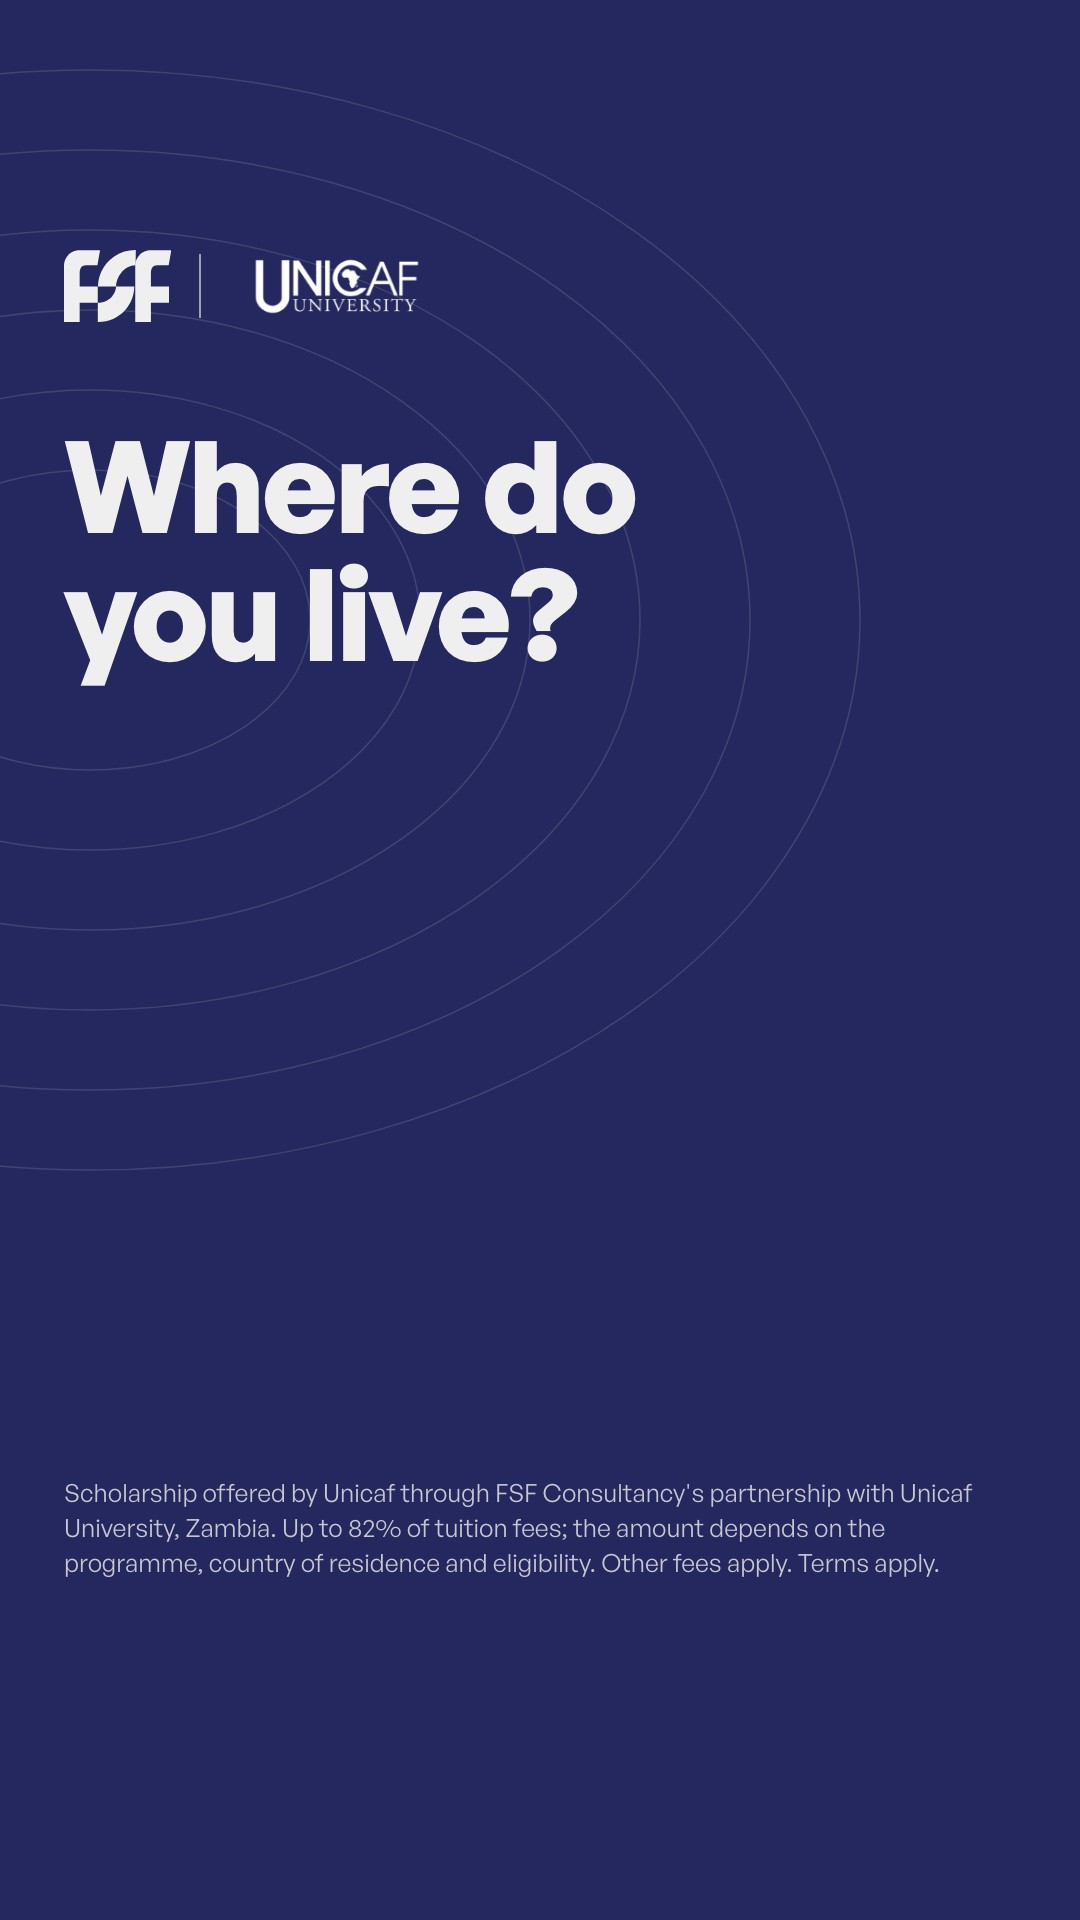 FSF
UNICAF
UNIVERSITY
Where do
you live?
Scholarship offered by Unicaf through FSF Consultancy's partnership with Unicaf
University, Zambia. Up to 82% of tuition fees; the amount depends on the
programme, country of residence and eligibility. Other fees apply. Terms apply.